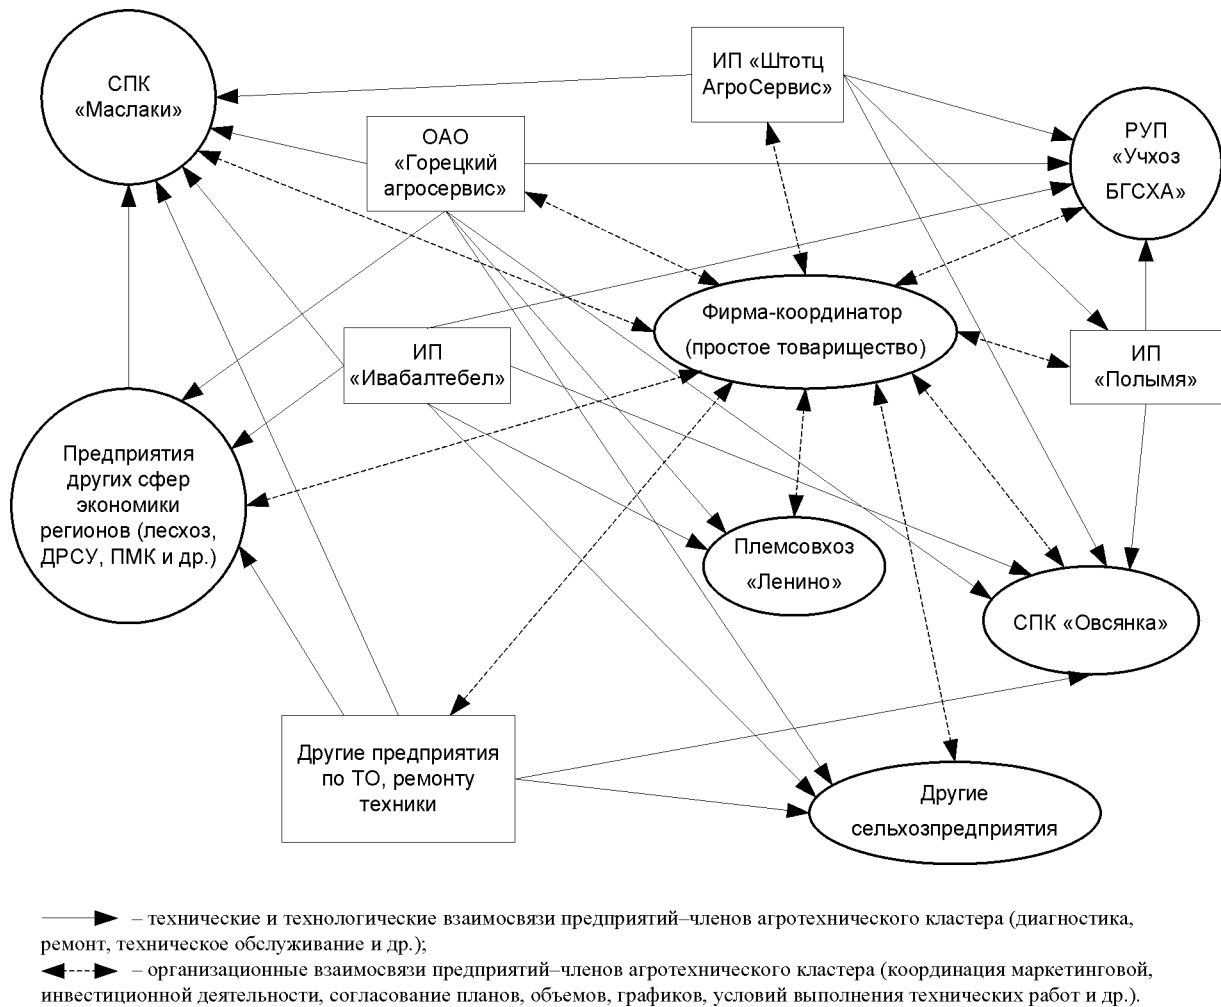 СПК
«Маслаки»
ИП «Штотц
АгроСервис»
ОАО
«Горецкий
агросервис»
РУП
«Учхоз
БГСХА»
Фирма-координатор
(простое товарищество)
ИП
«Ивабалтебел»
ИП
«Полымя»
Предприятия
других сфер
экономики
регионов (лесхоз,
ДРСУ, ПМК и др.)
Племсовхоз
«Ленино»
СПК «Овсянка»
Другие предприятия
по ТО, ремонту
техники
Другие
сельхозпредприятия
– технические и технологические взаимосвязи предприятий–членов агротехнического кластера (диагностика,
ремонт, техническое обслуживание и др.);
– организационные взаимосвязи предприятий–членов агротехнического кластера (координация маркетинговой,
инвестиционной деятельности, согласование планов, объемов, графиков, условий выполнения технических работ и др.).